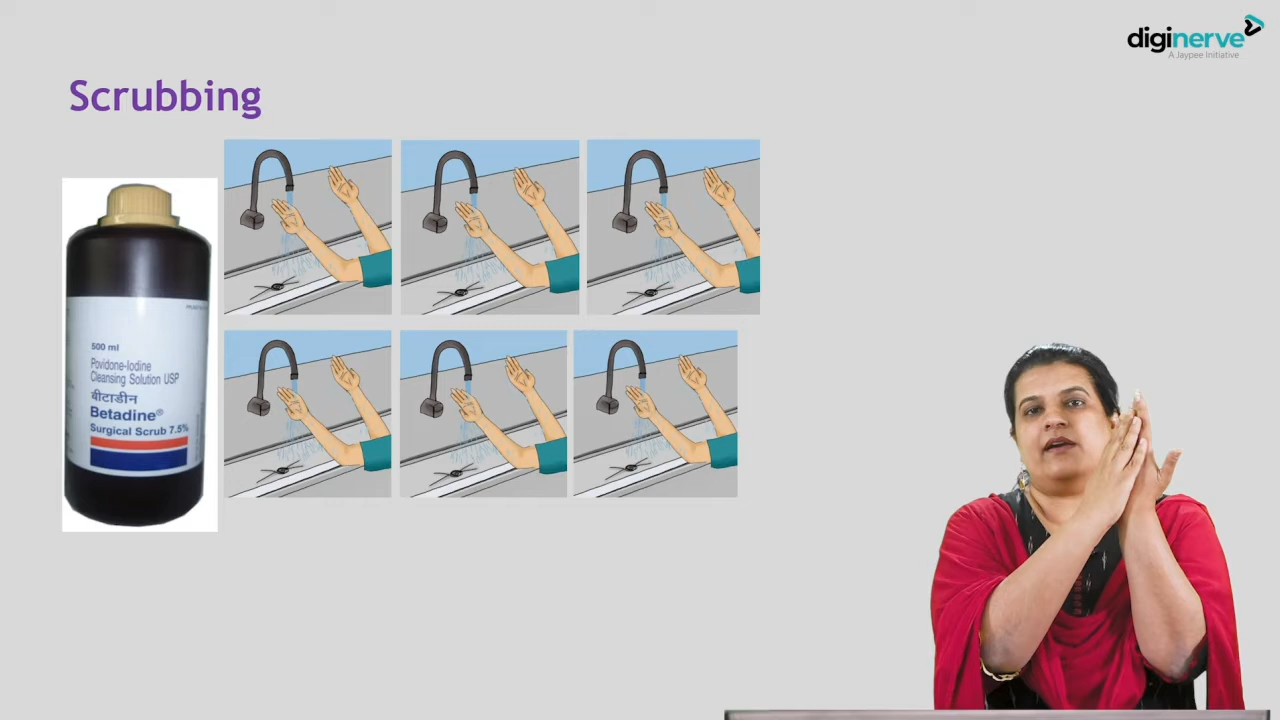 diginerve
A Jaypee Initiative
Scrubbing
500 ml
Povidone-Iodine
Cleansing Solution USP
बीटाडीन
Betadine®
Surgical Scrub 7.5%